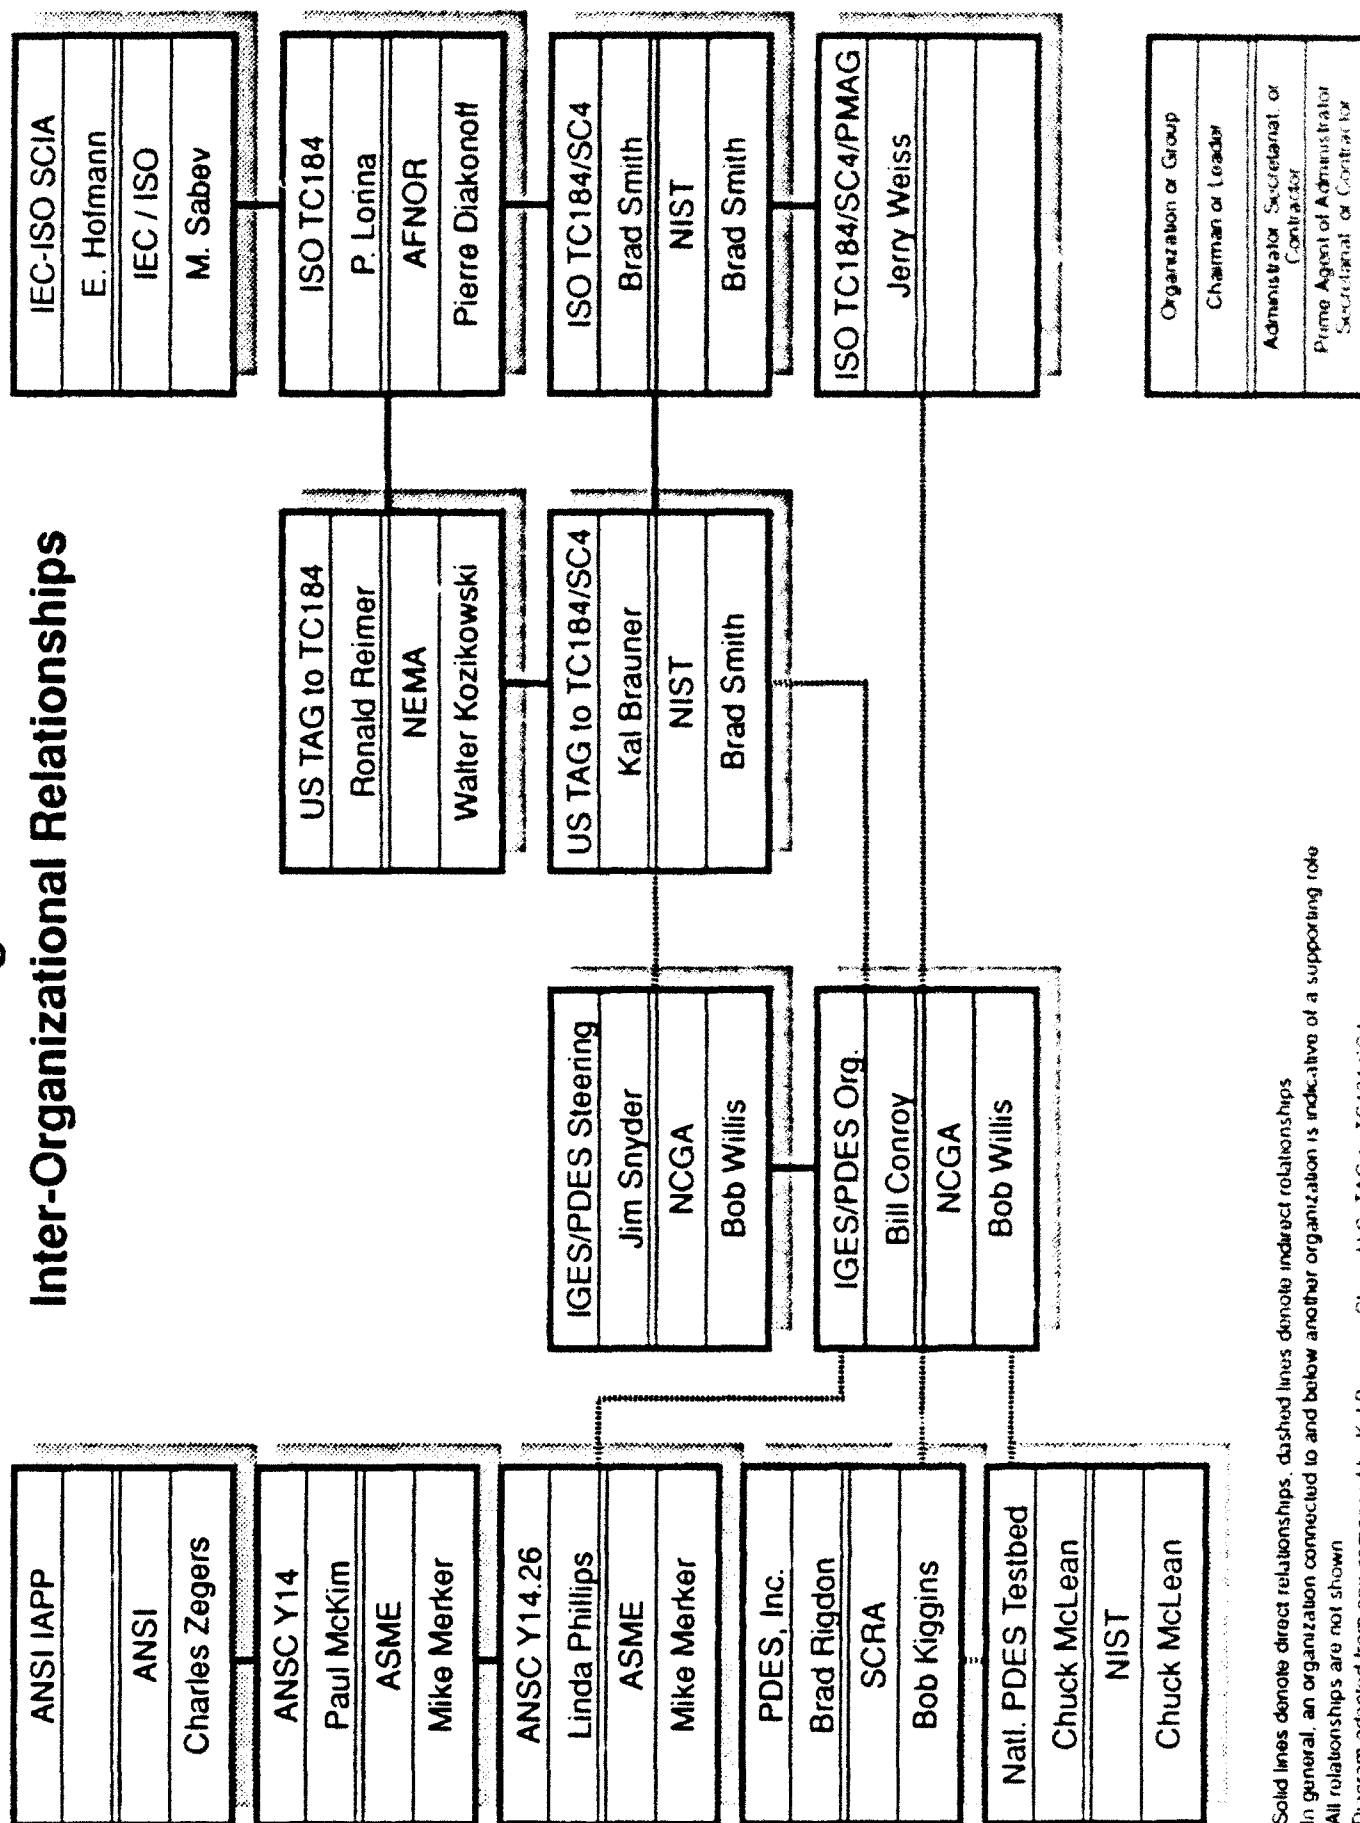 Inter-Organizational Relationships
ANSI IAPP
ANSI
Charles Zegers
ANSC Y14
Paul McKim
ASME
Mike Merker
ANSC Y14.26
Linda Phillips
ASME
Mike Merker
PDES, Inc.
Brad Rigdon
SCRA
Bob Kiggins
Natl. PDES Testbed
Chuck McLean
NIST
Chuck McLean
IGES/PDES Steering
Jim Snyder
NCGA
Bob Willis
IGES/PDES Org.
Bill Conroy
NCGA
Bob Willis
US TAG to TC184
Ronald Reimer
NEMA
Walter Kozikowski
US TAG to TC184/SC4
Kal Brauner
NIST
Brad Smith
IEC-ISO SCIA
E. Hofmann
IEC / ISO
M. Sabev
ISO TC184
P. Lorina
AFNOR
Pierre Diakonoff
ISO TC184/SC4
Brad Smith
NIST
Brad Smith
ISO TC184/SC4/PMAG
Jerry Weiss
Organization or Group
Chairman or Leader
Administrator Secretariat, or
Contractor
Prime Agent of Administrator
Secretariat or Contractor
Solid lines denote direct relationships, dashed lines denote indirect relationships
In general, an organization connected to and below another organization is indicative of a supporting role
All relationships are not shown
Diagram adapted from